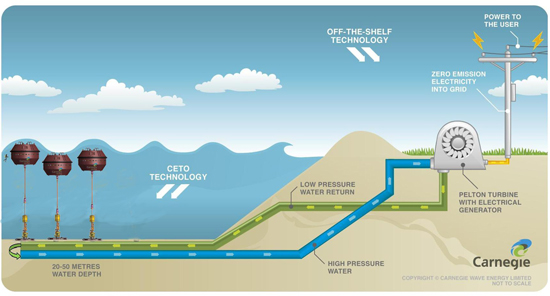 POWER TO
THE USER
OFF-THE-SHELF
TECHNOLOGY
ZERO EMISSION
ELECTRICITY
INTO GRID
CETO
TECHNOLOGY
LOW PRESSURE
WATER RETURN
PELTON TURBINE
WITH ELECTRICAL
GENERATOR
HIGH PRESSURE
WATER
20-50 METRES
WATER DEPTH
Carnegie
COPYRIGHT © CARNEGIE WAVE ENERGY LIMITED
NOT TO SCALE